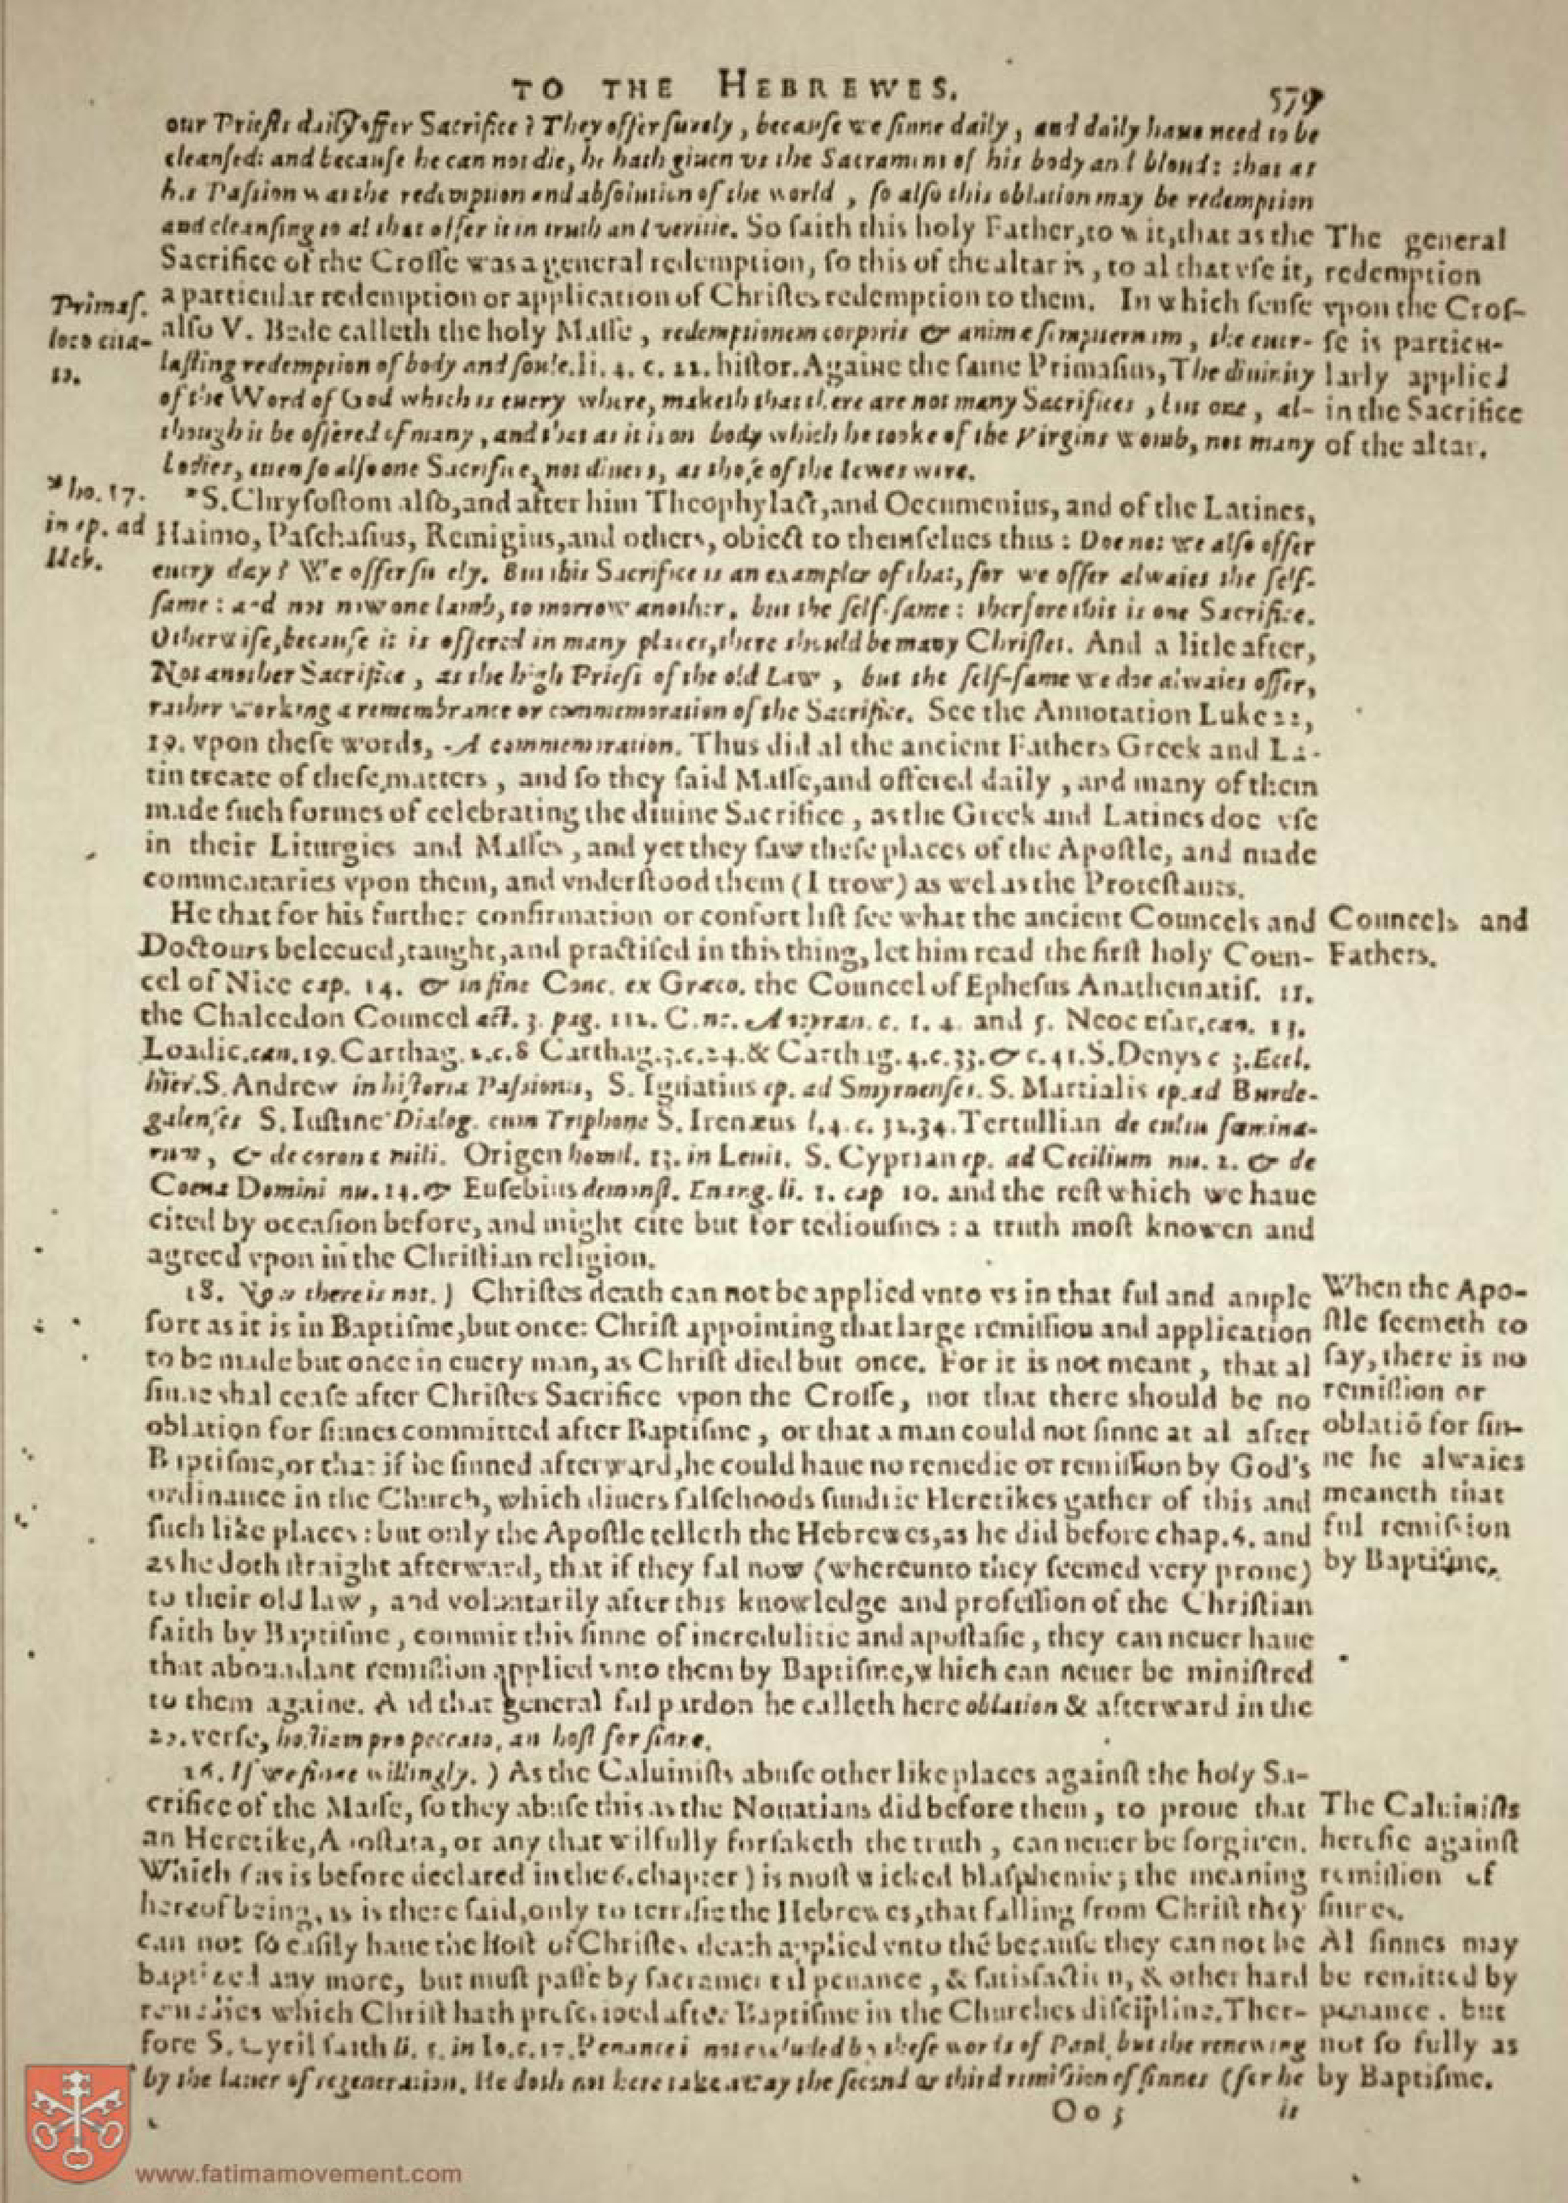 TO THE HEBREWES. 579
our Priests daily offer Sacrifice? They offer surely, because we sinne daily, and daily haue need to be
cleansed: and because he can not die, he hath giuen vs the Sacrament of his body and bloud: that as
his Passion was the redemption and absolution of the world, so also this oblation may be redemption
and cleansing to al that offer it in truth and veritie. So saith this holy Father, to wit, that as the
Sacrifice of the Crosse was a general redemption, so this of the altar is, to al that vse it,
a particular redemption or application of Christes redemption to them. In which sense
also V. Bede calleth the holy Masse, redemptionem corporis & animæ sempiternam, the euer-
lasting redemption of body and soule. li. 4. c. 22. histor. Againe the same Primasius, The diuinity
of the Word of God which is euery where, maketh that there are not many Sacrifices, but one, al-
though it be offered of many, and that as it is on body which he tooke of the Virgins womb, not many
bodies, euen so also one Sacrifice, not diuers, as those of the Iewes were.
The general
redemption
vpon the Cros-
se is particu-
larly applied
in the Sacrifice
of the altar.
Primas.
loco cita-
to.
*ho. 17.
in ep. ad
Heb.
*S. Chrysostom also, and after him Theophylact, and Oecumenius, and of the Latines,
Haimo, Paschasius, Remigius, and others, obiect to themselues thus: Doe not we also offer
euery day? We offer surely. But this Sacrifice is an exampler of that, for we offer alwaies the self-
same: and not now one lamb, to morrow another, but the self-same: therfore this is one Sacrifice.
Otherwise, because it is offered in many places, there should be many Christes. And a litle after,
Not another Sacrifice, as the high Priest of the old Law, but the self-same we doe alwaies offer,
rather working a remembrance or commemoration of the Sacrifice. See the Annotation Luke 22,
19. vpon these words, A commemoration. Thus did al the ancient Fathers Greek and La-
tin treate of these matters, and so they said Masse, and offered daily, and many of them
made such formes of celebrating the diuine Sacrifice, as the Greek and Latines doe vse
in their Liturgies and Masses, and yet they saw these places of the Apostle, and made
commentaries vpon them, and vnderstood them (I trow) as wel as the Protestants.
He that for his further confirmation or confort list see what the ancient Councels and
Doctours beleeued, taught, and practised in this thing, let him read the first holy Coun-
cel of Nice cap. 14. & in fine Conc. ex Græco. the Councel of Ephesus Anathematis. 11.
the Chalcedon Councel act. 3. pag. 112. Conc. Ancyran. c. 1. 4. and 5. Neocesar. can. 13.
Loadic. can. 19. Carthag. 2. c. 8 Carthag. 3. c. 24. & Carthag. 4. c. 33. & c. 41. S. Denys c 3. Eccl.
hier. S. Andrew in historia Passionis, S. Ignatius ep. ad Smyrnenses. S. Martialis ep. ad Burde-
galenses S. Iustine Dialog. cum Triphone S. Irenæus l. 4. c. 32. 34. Tertullian de cultu fœmina-
rum, & de corona mili. Origen homil. 13. in Leuit. S. Cyprian ep. ad Cecilium nu. 2. & de
Coena Domini nu. 14. & Eusebius demonst. Euang. li. 1. cap 10. and the rest which we haue
cited by occasion before, and might cite but for tediousnes: a truth most knowen and
agreed vpon in the Christian religion.
Councels and
Fathers.
18. Now there is not.) Christes death can not be applied vnto vs in that ful and ample
sort as it is in Baptisme, but once: Christ appointing that large remission and application
to be made but once in euery man, as Christ died but once. For it is not meant, that al
sinne shal cease after Christes Sacrifice vpon the Crosse, nor that there should be no
oblation for sinnes committed after Baptisme, or that a man could not sinne at al after
Baptisme, or that if he sinned afterward, he could haue no remedie or remission by God's
ordinance in the Church, which diuers falsehoods sundrie Heretikes gather of this and
such like places: but only the Apostle telleth the Hebrewes, as he did before chap. 6. and
as he doth straight afterward, that if they fal now (whereunto they seemed very prone)
to their old law, and voluntarily after this knowledge and profession of the Christian
faith by Baptisme, commit this sinne of incredulitie and apostasie, they can neuer haue
that aboundant remission applied vnto them by Baptisme, which can neuer be ministred
to them againe. And that general ful pardon he calleth here oblation & afterward in the
26. verse, hostiam pro peccato, an host for sinne.
When the Apo-
stle seemeth to
say, there is no
remission or
oblatiō for sin-
ne he alwaies
meaneth that
ful remission
by Baptisme.
26. If we sinne willingly.) As the Caluinists abuse other like places against the holy Sa-
crifice of the Masse, so they abuse this as the Nouatians did before them, to proue that
an Heretike, Apostata, or any that wilfully forsaketh the truth, can neuer be forgiuen.
Which (as is before declared in the 6. chapter) is most wicked blasphemie; the meaning
hereof being, as is there said, only to terrifie the Hebrewes, that falling from Christ they
can not so easily haue the Host of Christes death applied vnto thē because they can not be
baptized any more, but must passe by sacramental penance, & satisfaction, & other hard
remedies which Christ hath prescribed after Baptisme in the Churches discipline. Ther-
fore S. Cyril saith li. 5. in Io. c. 17. Penance is not excluded by these words of Paul, but the renewing
by the lauer of regeneration. He doth not here take away the second or third remission of sinnes (for he
The Caluinists
heresie against
remission of
sinnes.
Al sinnes may
be remitted by
penance, but
not so fully as
by Baptisme.
Oo 3 is
www.fatimamovement.com